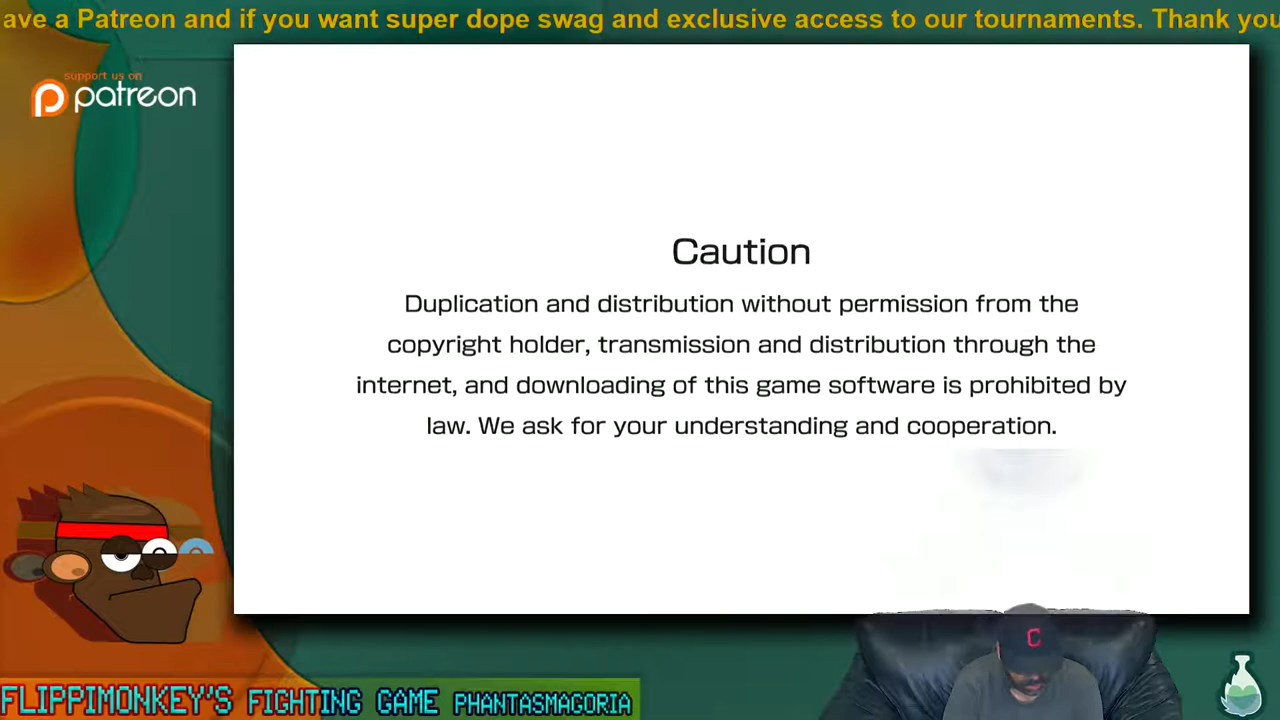 ave a Patreon and if you want super dope swag and exclusive access to our tournaments. Thank you
support us on
patreon
Caution
Duplication and distribution without permission from the
copyright holder, transmission and distribution through the
internet, and downloading of this game software is prohibited by
law. We ask for your understanding and cooperation.
C
FLIPPIMONKEY'S FIGHTING GAME PHANTASMAGORIA